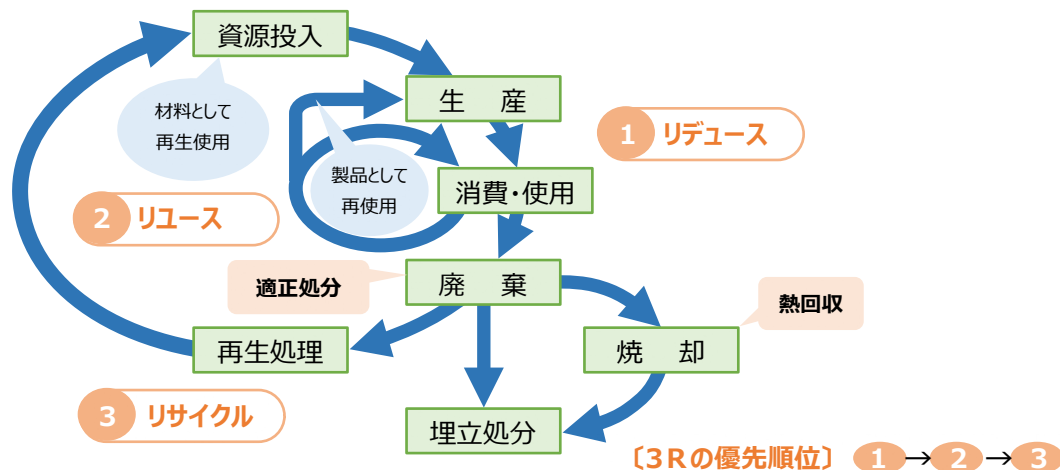 資源投入
材料として
再生使用
生　産
1 リデュース
製品として
再使用
消費・使用
2 リユース
適正処分
廃　棄
熱回収
再生処理
焼　却
3 リサイクル
埋立処分
〔3Rの優先順位〕 1 → 2 → 3